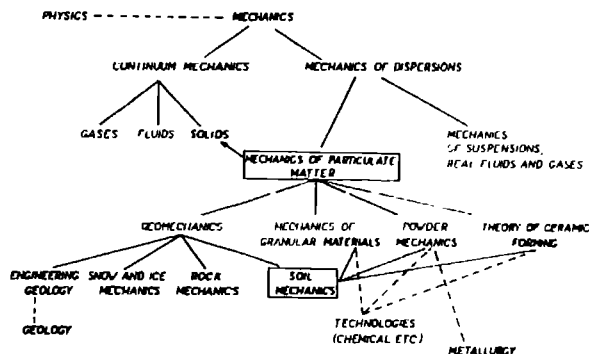 PHYSICS
MECHANICS
CONTINUUM MECHANICS
MECHANICS OF DISPERSIONS
GASES
FLUIDS
SOLIDS
MECHANICS
OF SUSPENSIONS,
REAL FLUIDS AND GASES
MECHANICS OF PARTICULATE
MATTER
GEOMECHANICS
MECHANICS OF
GRANULAR MATERIALS
POWDER
MECHANICS
THEORY OF CERAMIC
FORMING
ENGINEERING
GEOLOGY
SNOW AND ICE
MECHANICS
ROCK
MECHANICS
SOIL
MECHANICS
GEOLOGY
TECHNOLOGIES
(CHEMICAL ETC)
METALLURGY